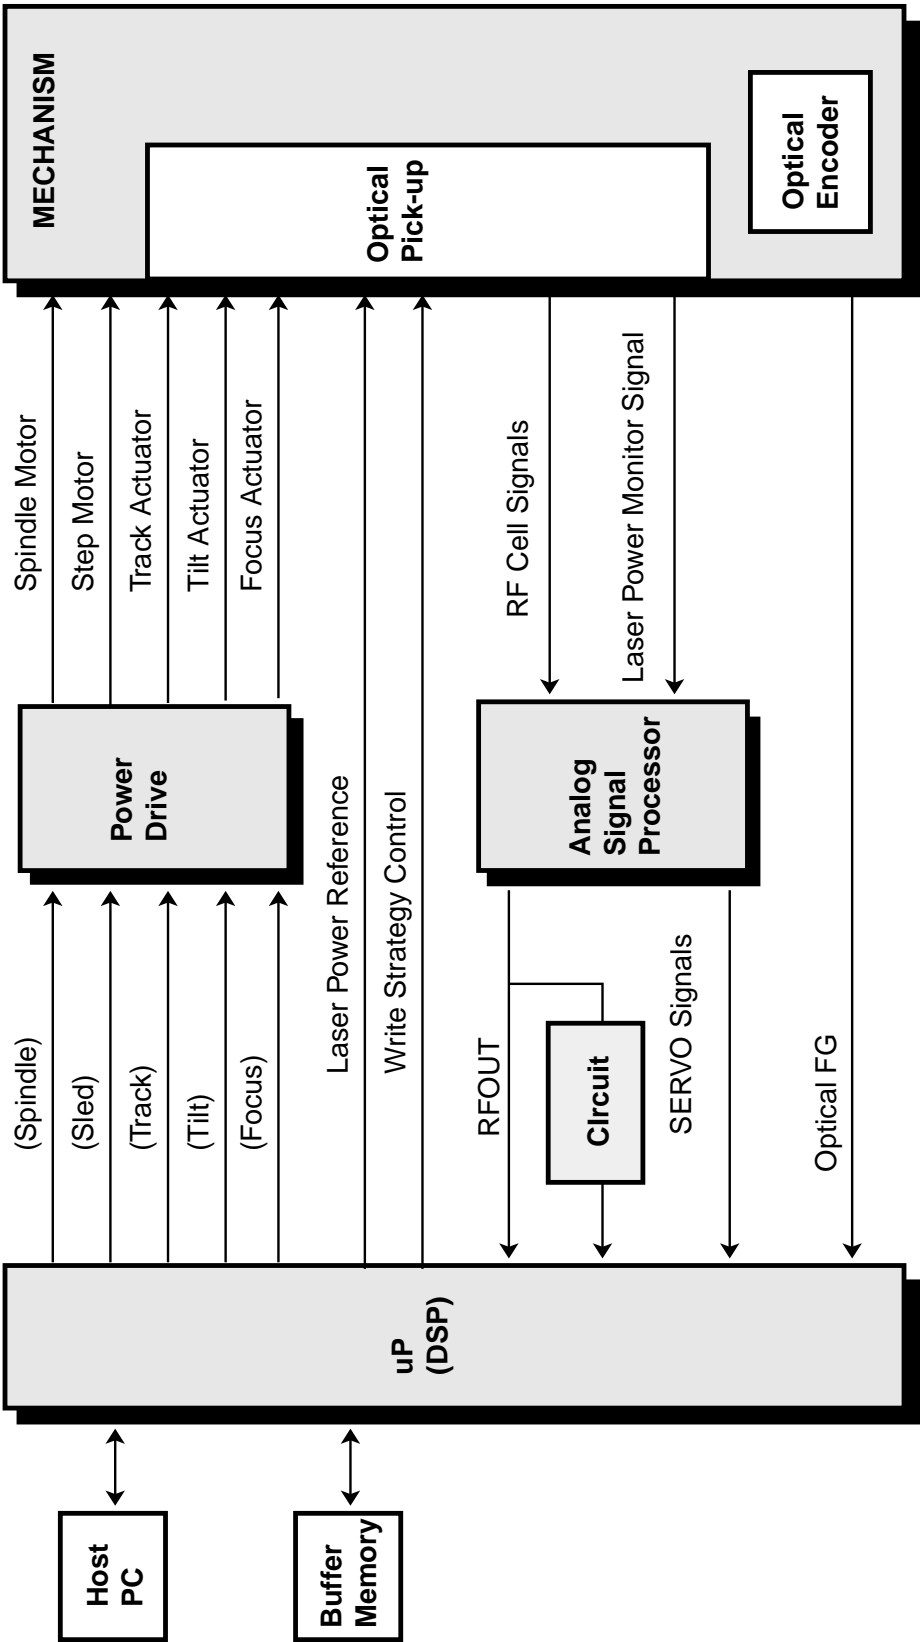 Host
PC
Buffer
Memory
uP
(DSP)
(Spindle)
(Sled)
(Track)
(Tilt)
(Focus)
Power
Drive
Spindle Motor
Step Motor
Track Actuator
Tilt Actuator
Focus Actuator
Laser Power Reference
Write Strategy Control
RFOUT
CIrcuit
SERVO Signals
Analog
Signal
Processor
RF Cell Signals
Laser Power Monitor Signal
Optical FG
MECHANISM
Optical
Pick-up
Optical
Encoder